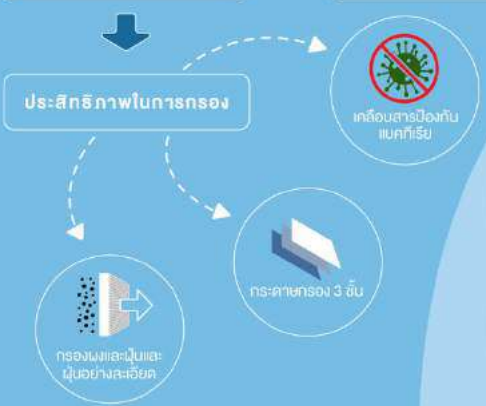 ประสิทธิภาพในการกรอง
เคลือบสารป้องกัน
แบคทีเรีย
กระดาษกรอง 3 ชั้น
กรองผงและฝุ่นและ
ฝุ่นอย่างละเอียด